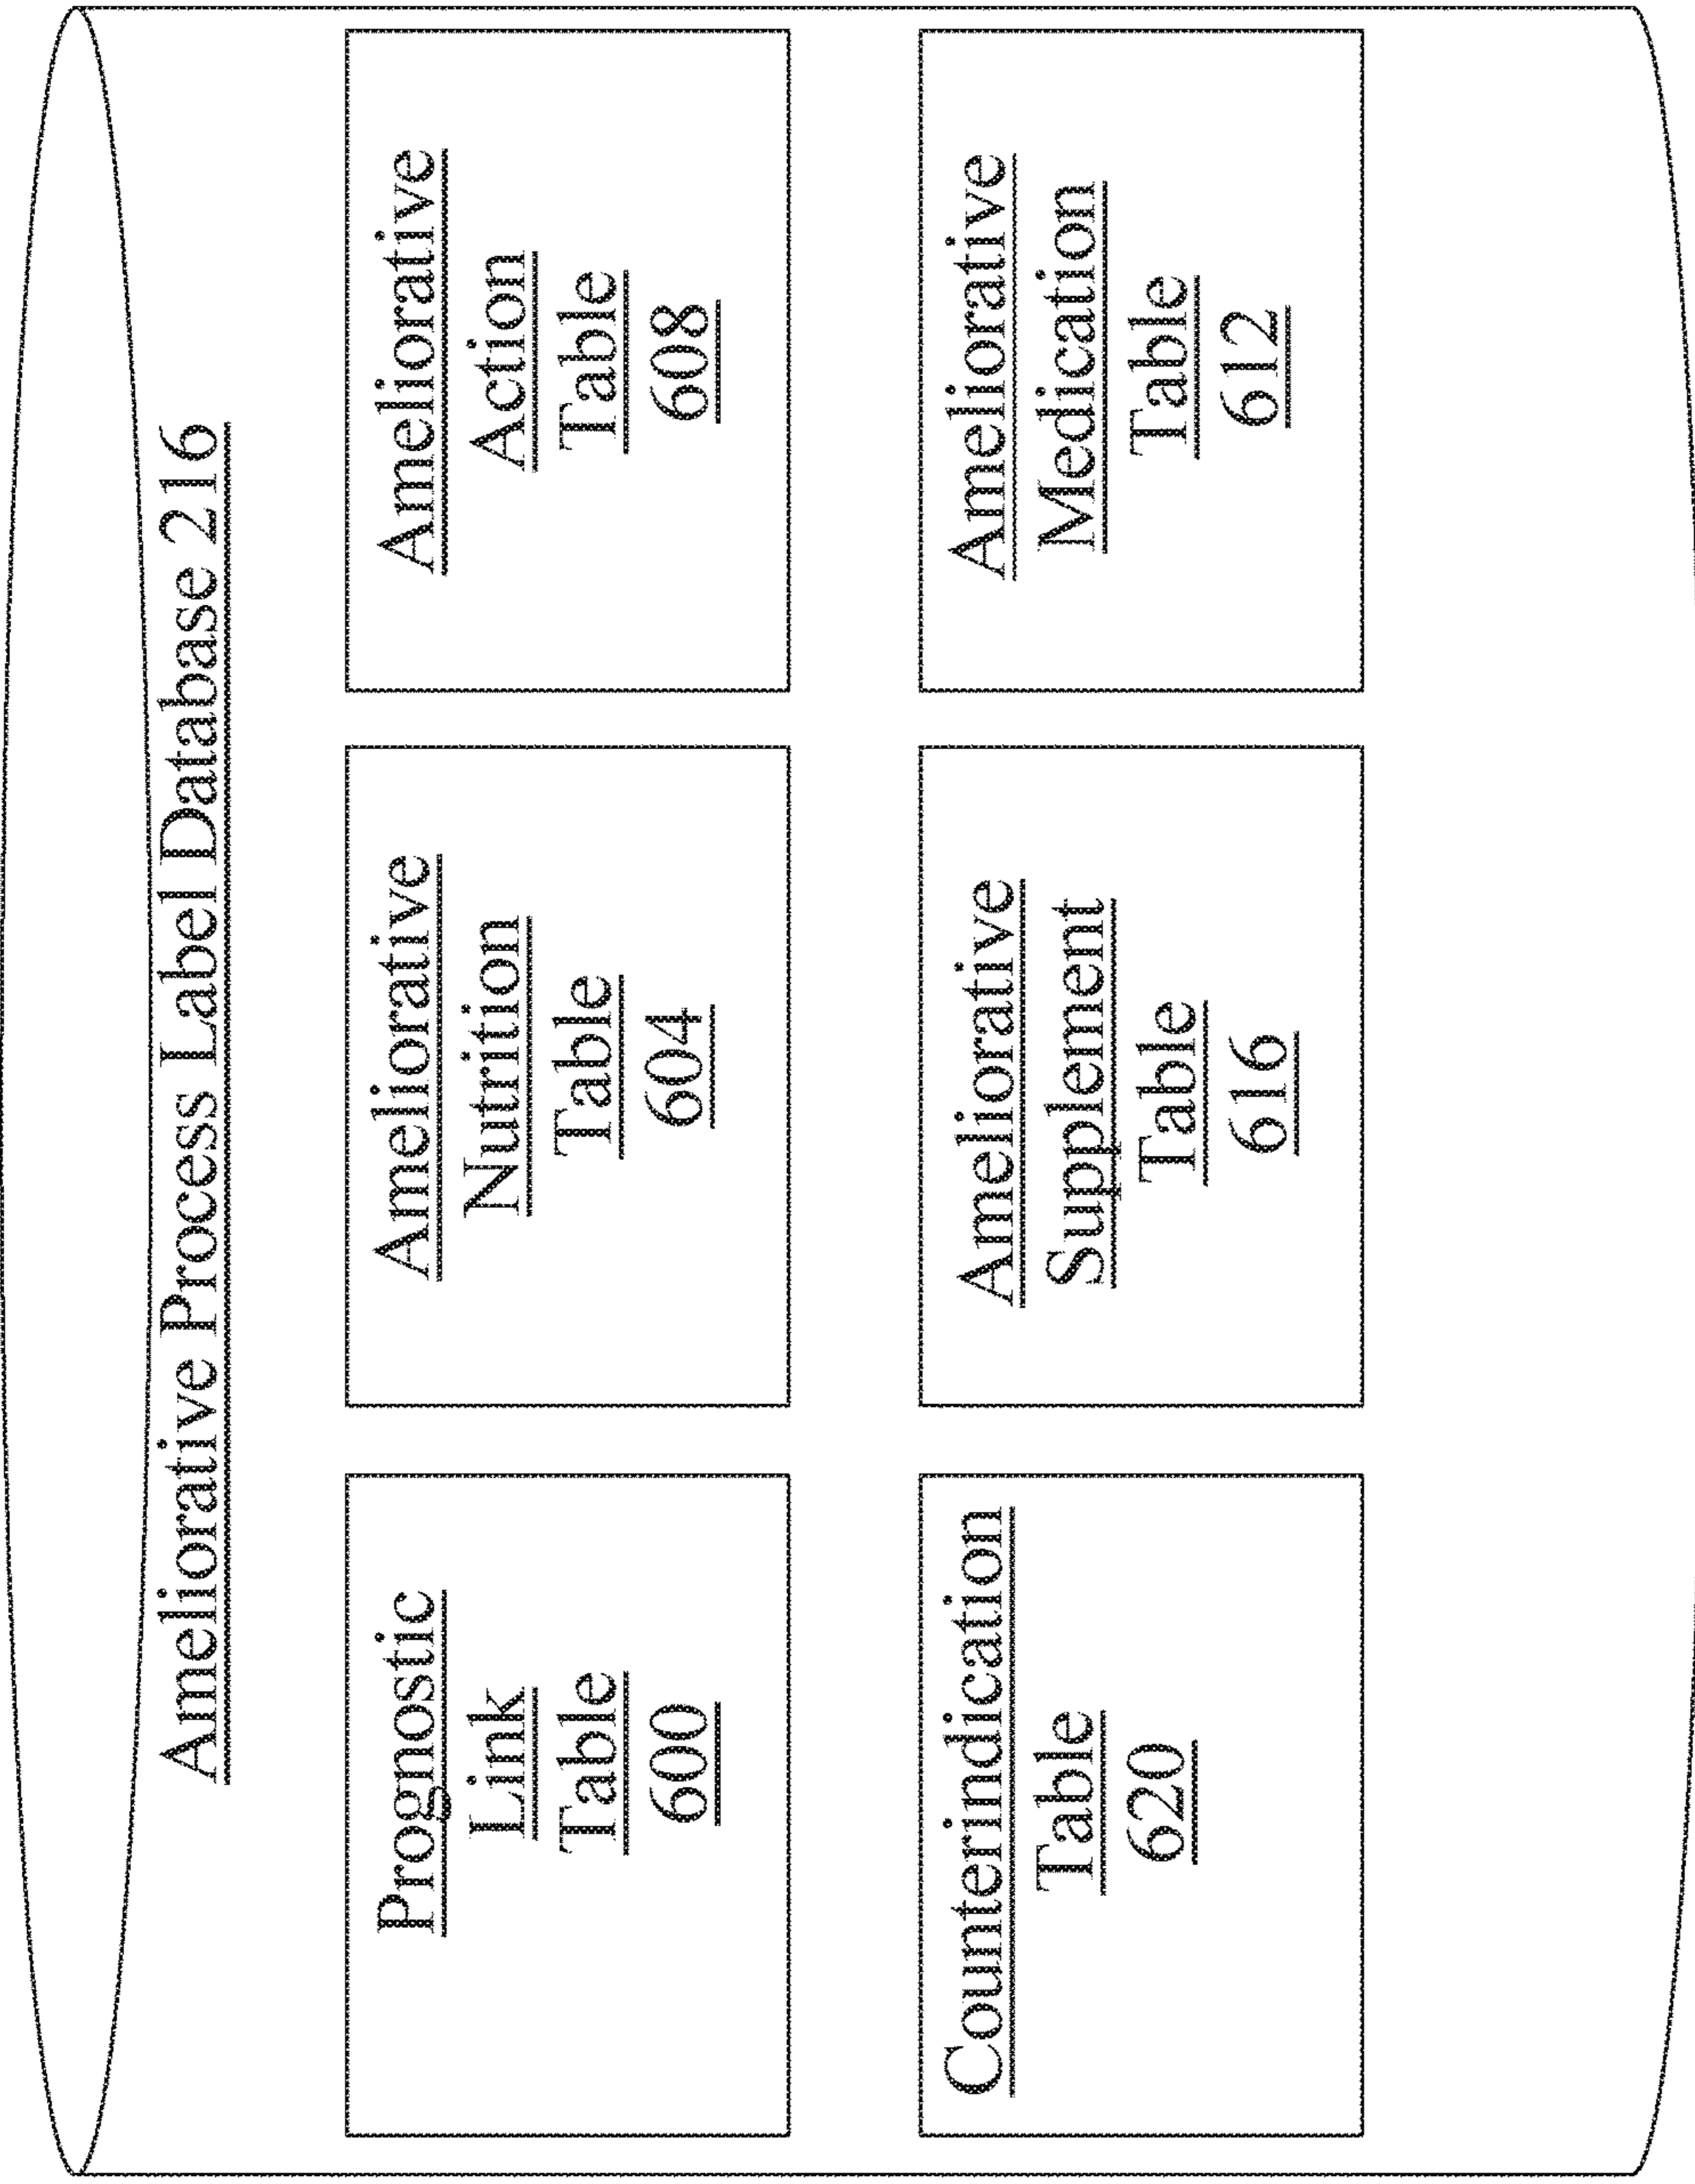 Ameliorative Process Label Database 216
Prognostic
Link
Table
600
Ameliorative
Nutrition
Table
604
Ameliorative
Action
Table
608
Counterindication
Table
620
Ameliorative
Supplement
Table
616
Ameliorative
Medication
Table
612